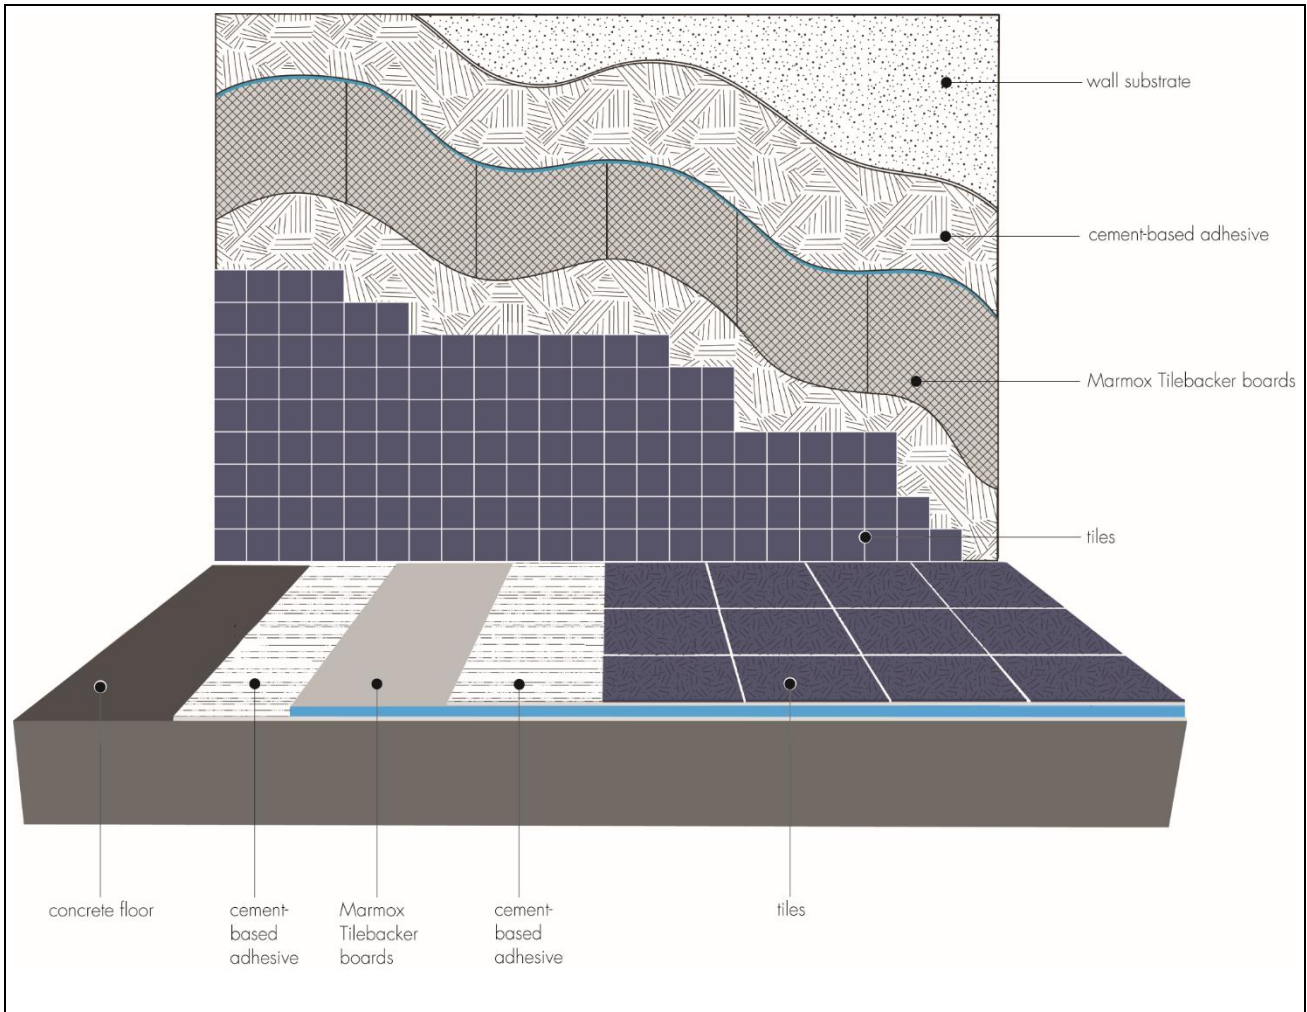 wall substrate
cement-based adhesive
Marmox Tilebacker boards
tiles
concrete floor
cement-
based
adhesive
Marmox
Tilebacker
boards
cement-
based
adhesive
tiles